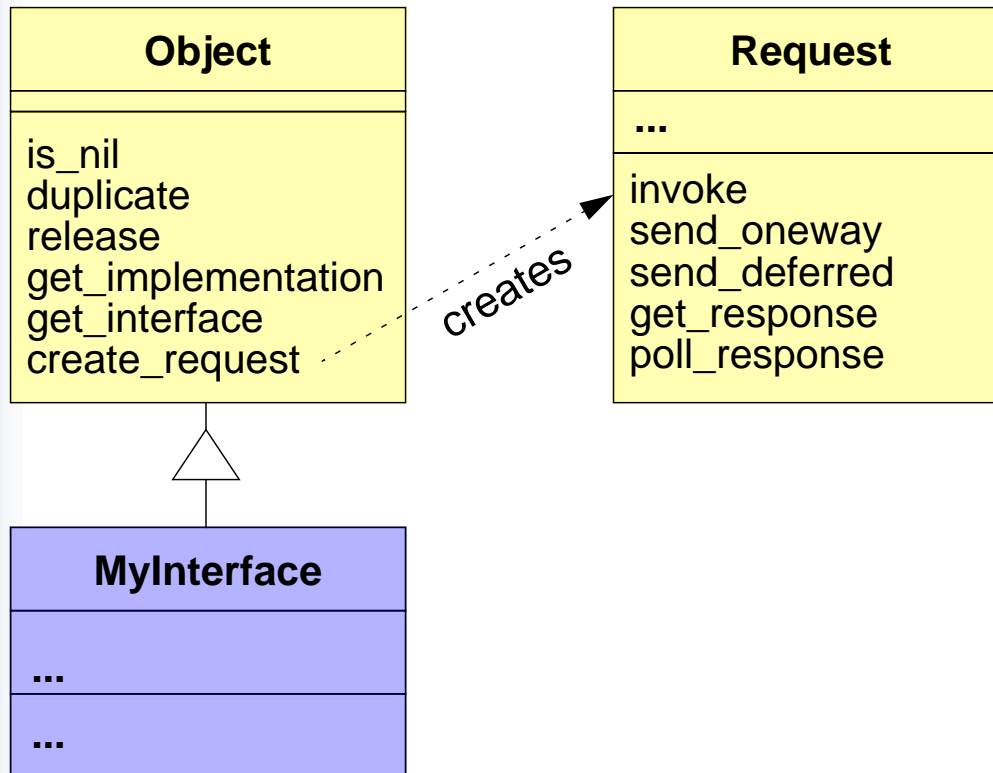 Object
is_nil
duplicate
release
get_implementation
get_interface
create_request
creates
Request
...
invoke
send_oneway
send_deferred
get_response
poll_response
MyInterface
...
...